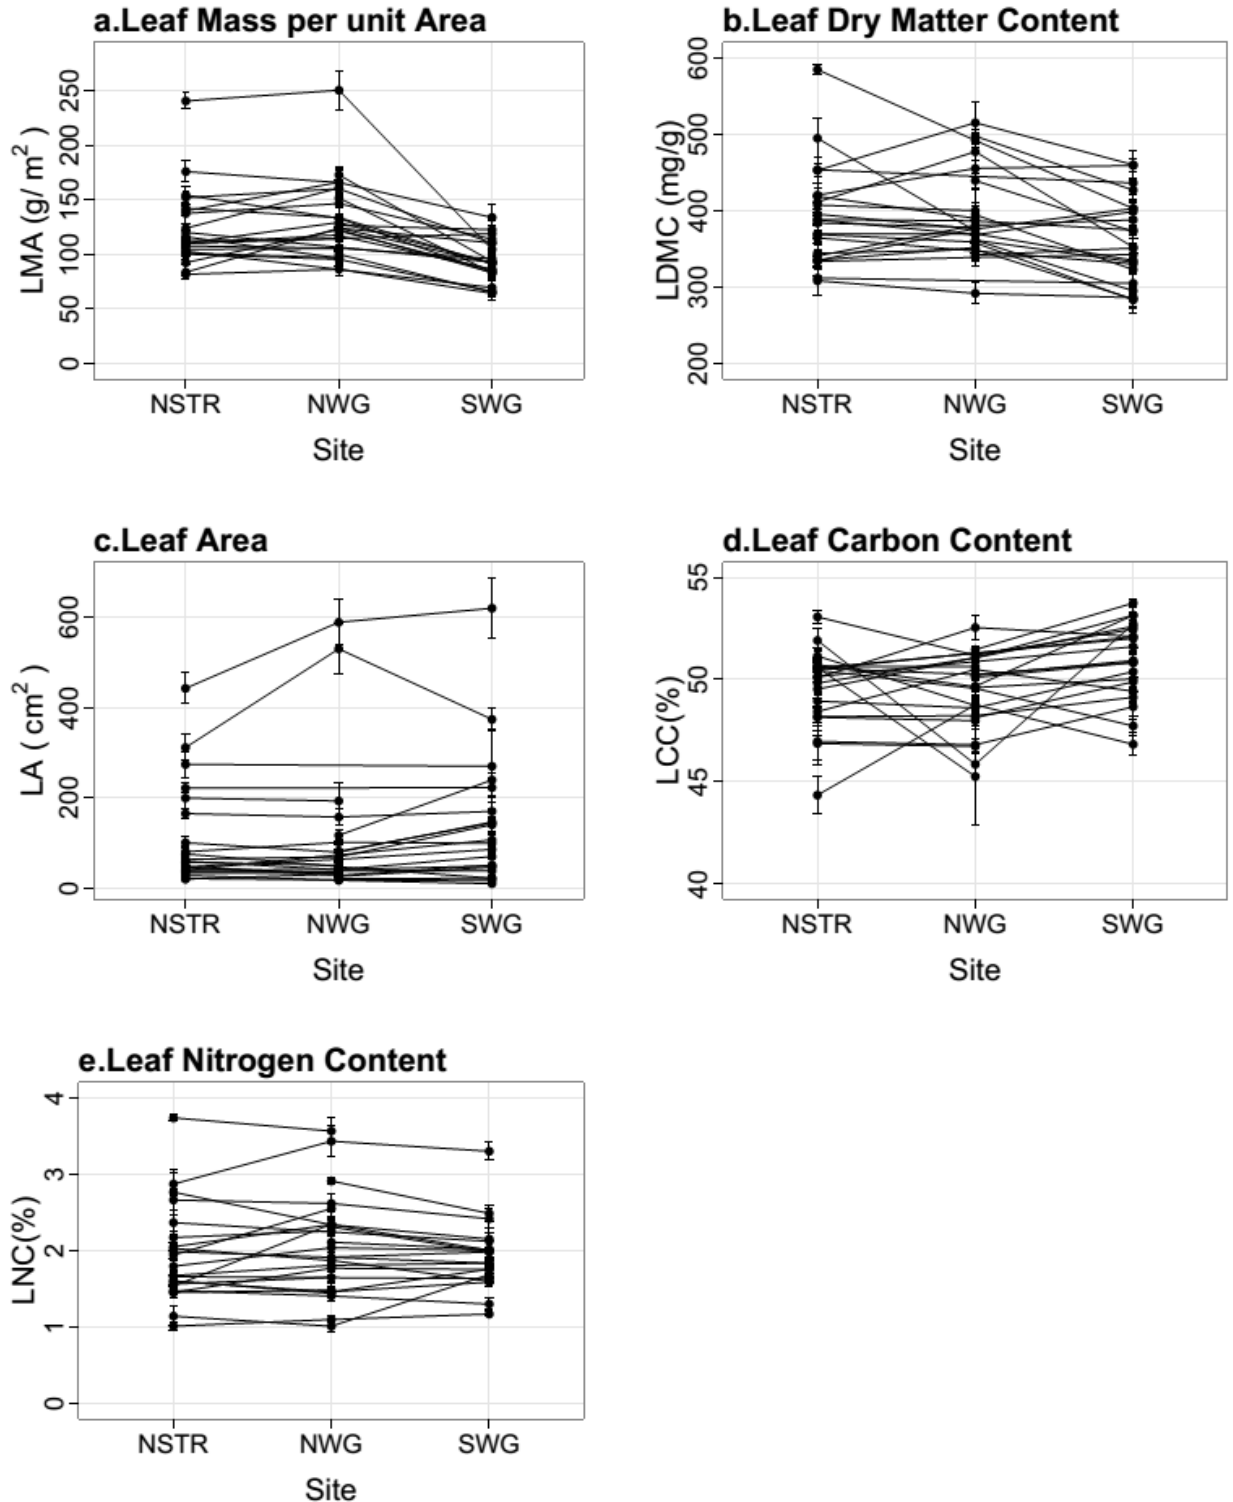 a.Leaf Mass per unit Area
LMA (g/ m²)
250
200
150
100
50
0
NSTR NWG SWG
Site
b.Leaf Dry Matter Content
LDMC (mg/g)
600
500
400
300
200
NSTR NWG SWG
Site
c.Leaf Area
LA ( cm²)
600
400
200
0
NSTR NWG SWG
Site
d.Leaf Carbon Content
LCC(%)
55
50
45
40
NSTR NWG SWG
Site
e.Leaf Nitrogen Content
LNC(%)
4
3
2
1
0
NSTR NWG SWG
Site